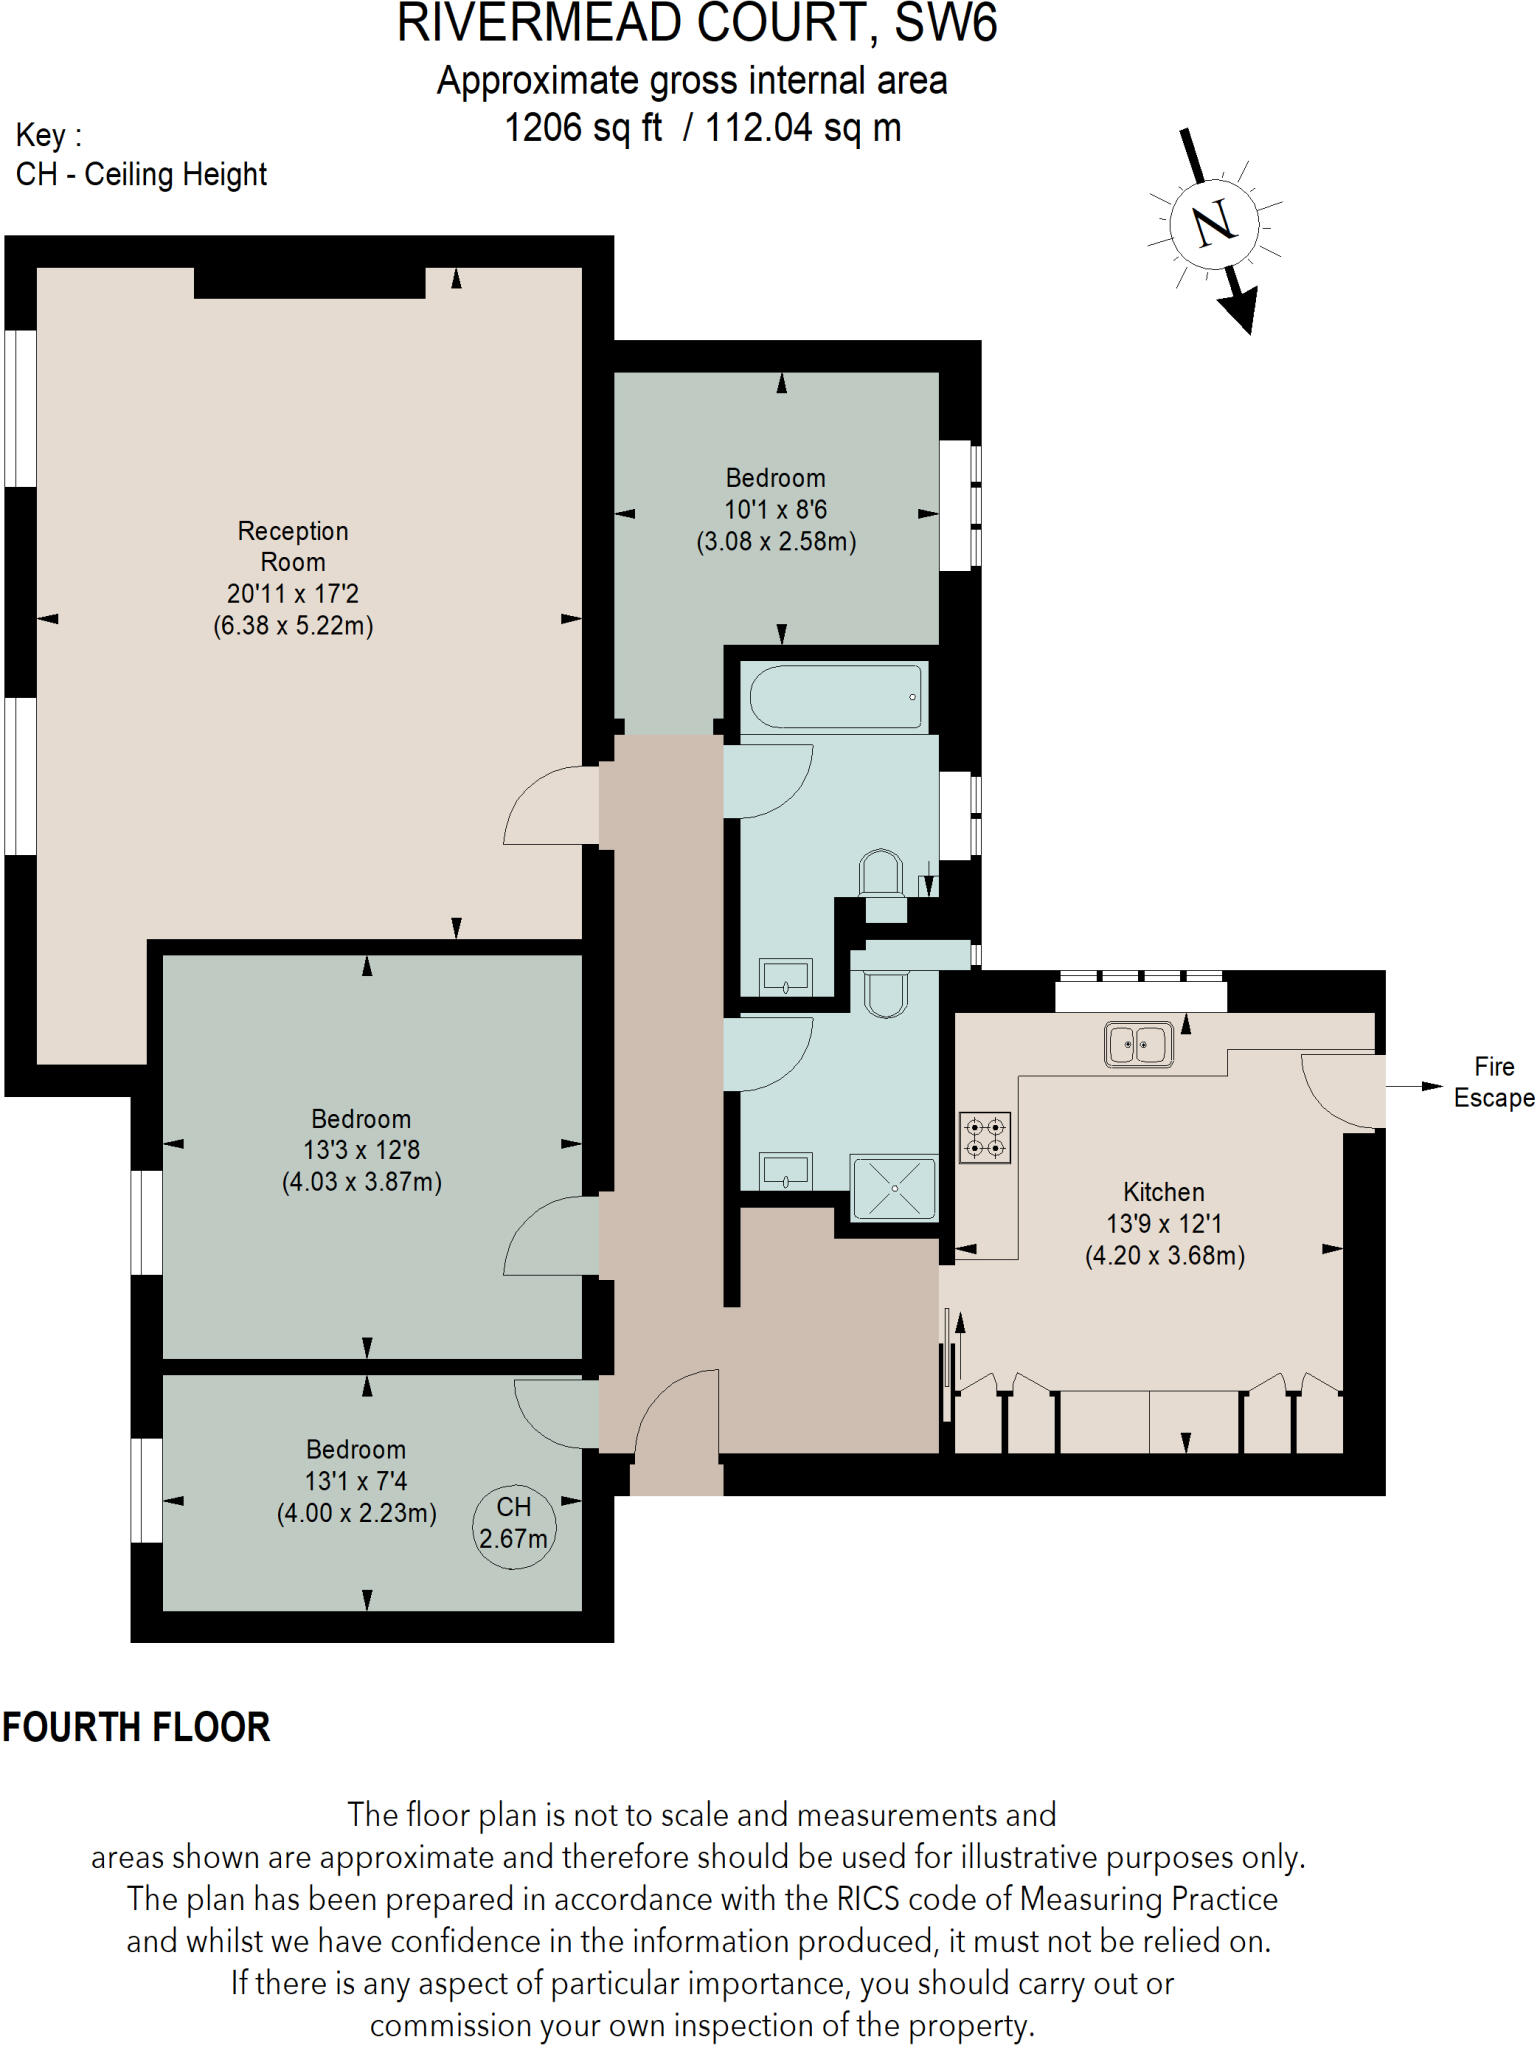 RIVERMEAD COURT, SW6
Approximate gross internal area
1206 sq ft / 112.04 sq m
Key :
CH - Ceiling Height
N
Bedroom
10'1 x 8'6
(3.08 x 2.58m)
Reception
Room
20'11 x 17'2
(6.38 x 5.22m)
Fire
Escape
Bedroom
13'3 x 12'8
(4.03 x 3.87m)
Kitchen
13'9 x 12'1
(4.20 x 3.68m)
Bedroom
13'1 x 7'4
(4.00 x 2.23m)
CH
2.67m
FOURTH FLOOR
The floor plan is not to scale and measurements and
areas shown are approximate and therefore should be used for illustrative purposes only.
The plan has been prepared in accordance with the RICS code of Measuring Practice
and whilst we have confidence in the information produced, it must not be relied on.
If there is any aspect of particular importance, you should carry out or
commission your own inspection of the property.